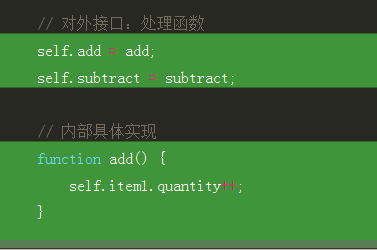 // 对外接口：处理函数
self.add = add;
self.subtract = subtract;
// 内部具体实现
function add() {
self.item1.quantity++;
}